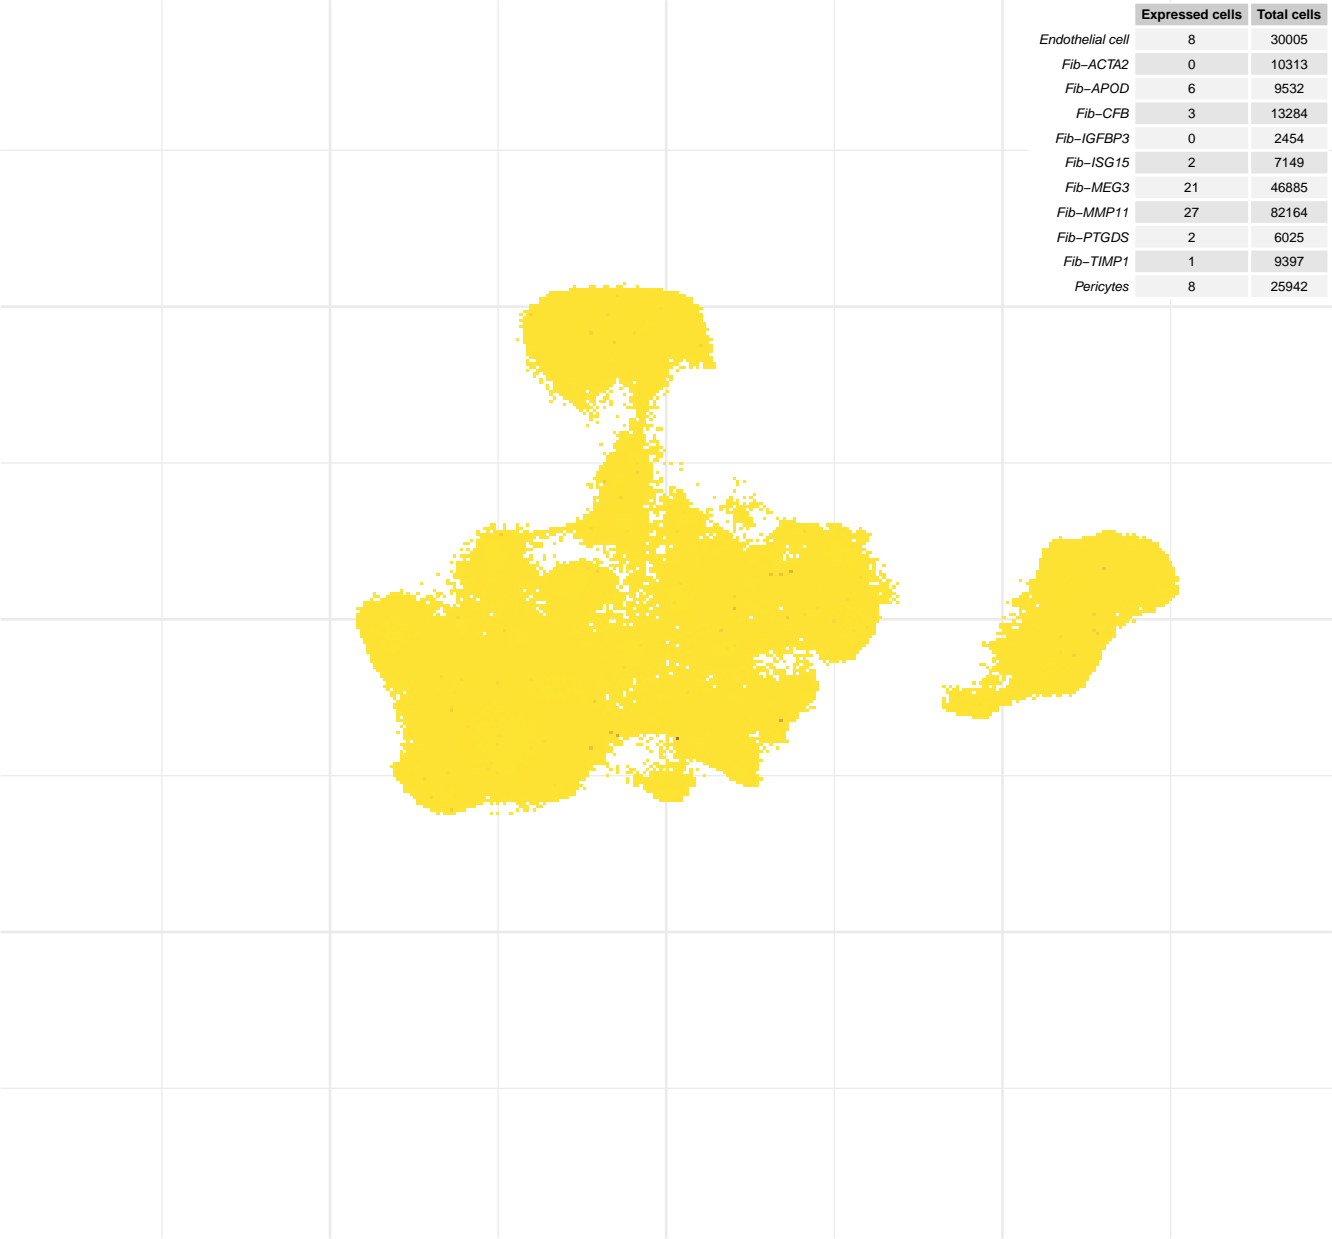 Expressed cells Total cells
Endothelial cell 8 30005
Fib−ACTA2 0 10313
Fib−APOD 6 9532
Fib−CFB 3 13284
Fib−IGFBP3 0 2454
Fib−ISG15 2 7149
Fib−MEG3 21 46885
Fib−MMP11 27 82164
Fib−PTGDS 2 6025
Fib−TIMP1 1 9397
Pericytes 8 25942